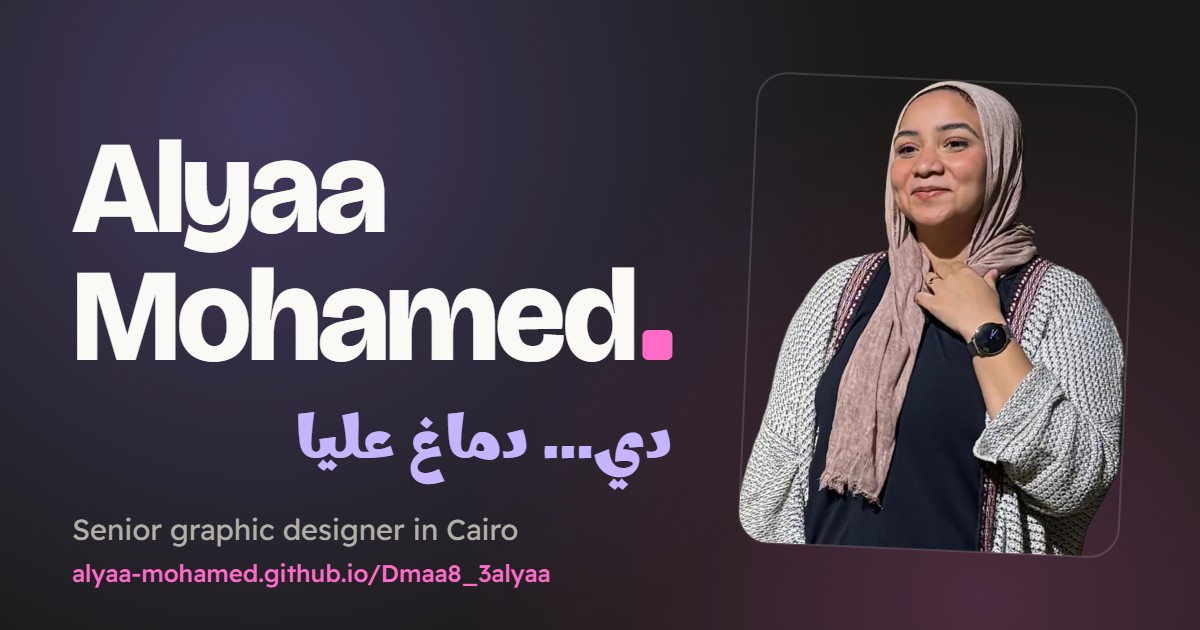 Alyaa
Mohamed.
دي... دماغ عليا
Senior graphic designer in Cairo
alyaa-mohamed.github.io/Dmaa8_3alyaa